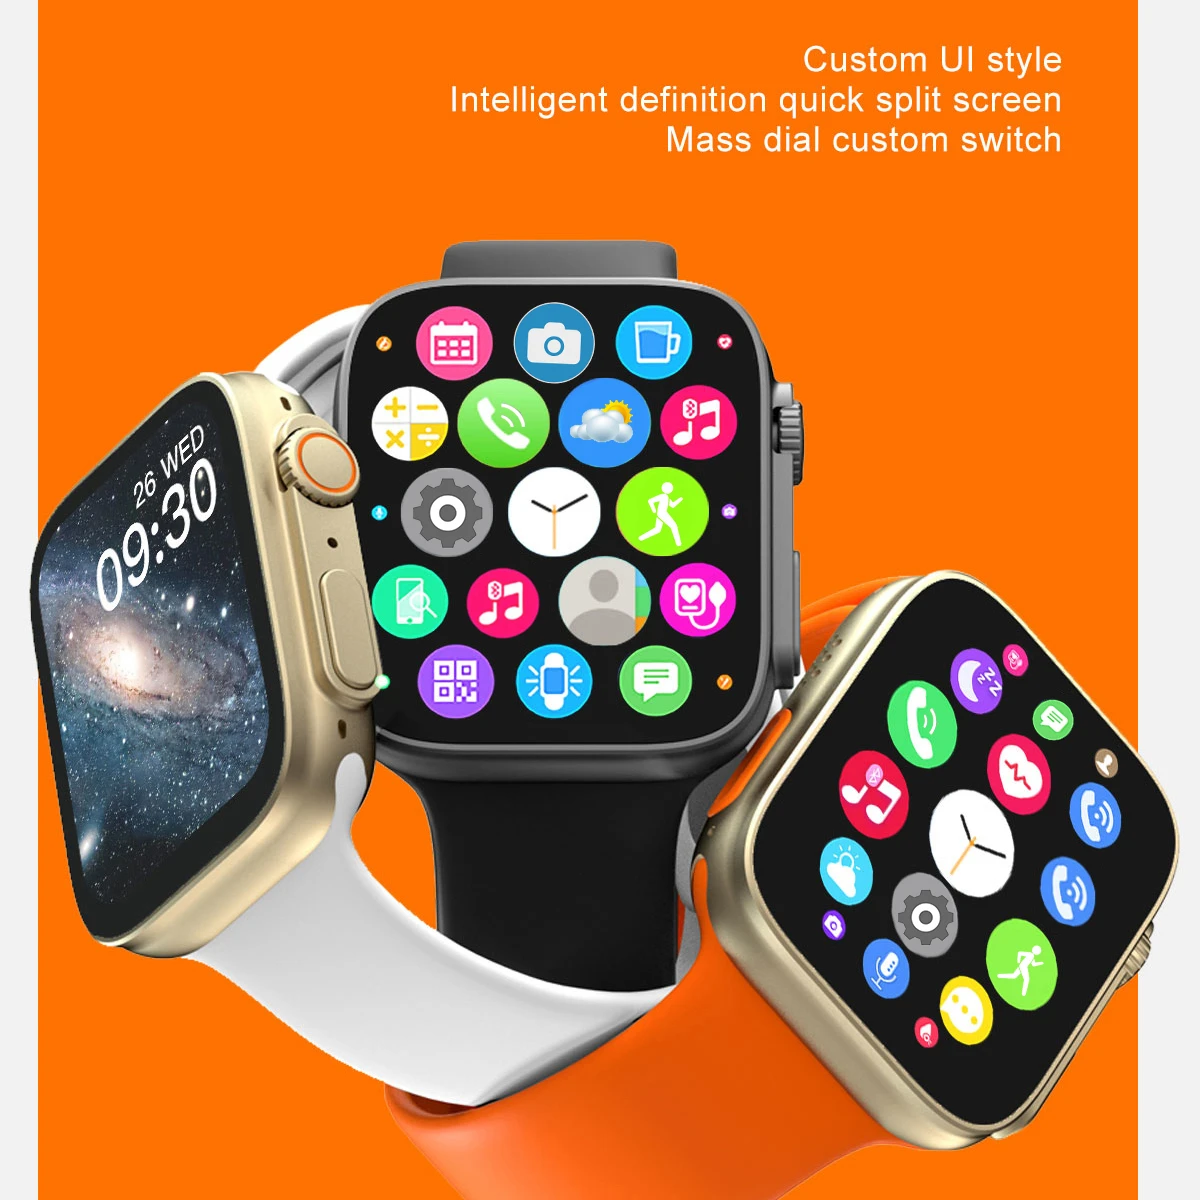 Custom UI style
Intelligent definition quick split screen
Mass dial custom switch
26 WED
09:30